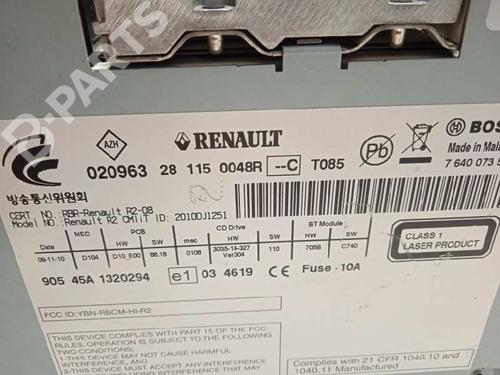 B-PARTS
AZH
RENAULT
BOSC
Made in Mala
020963 28 115 0048R --C T085
7 640 073 5
방송통신위원회
CERT. NO.: RBR-Renault R2-08
Model No.: Renault R2 CMIIT ID: 2010DJ1251
MEC PCB CD Drive BT Module
Date HW SW mec HW SW HW SW
09-11-10 D104 D10_E00 88.18 0108 3035-14-327 Ver004 110 705B C740
CLASS 1
LASER PRODUCT
905 45A 1320294 e1 03 4619 CE Fuse - 10A
FCC ID: YBN-RBCM-HI-R2
THIS DEVICE COMPLIES WITH PART 15 OF THE FCC
RULES. OPERATION IS SUBJECT TO THE FOLLOWING
TWO CONDITIONS:
1-THIS DEVICE MAY NOT CAUSE HARMFUL
INTERFERENCE, AND
2-THIS DEVICE MUST ACCEPT ANY
Complies with 21 CFR 1040.10 and
1040.11 Manufactured